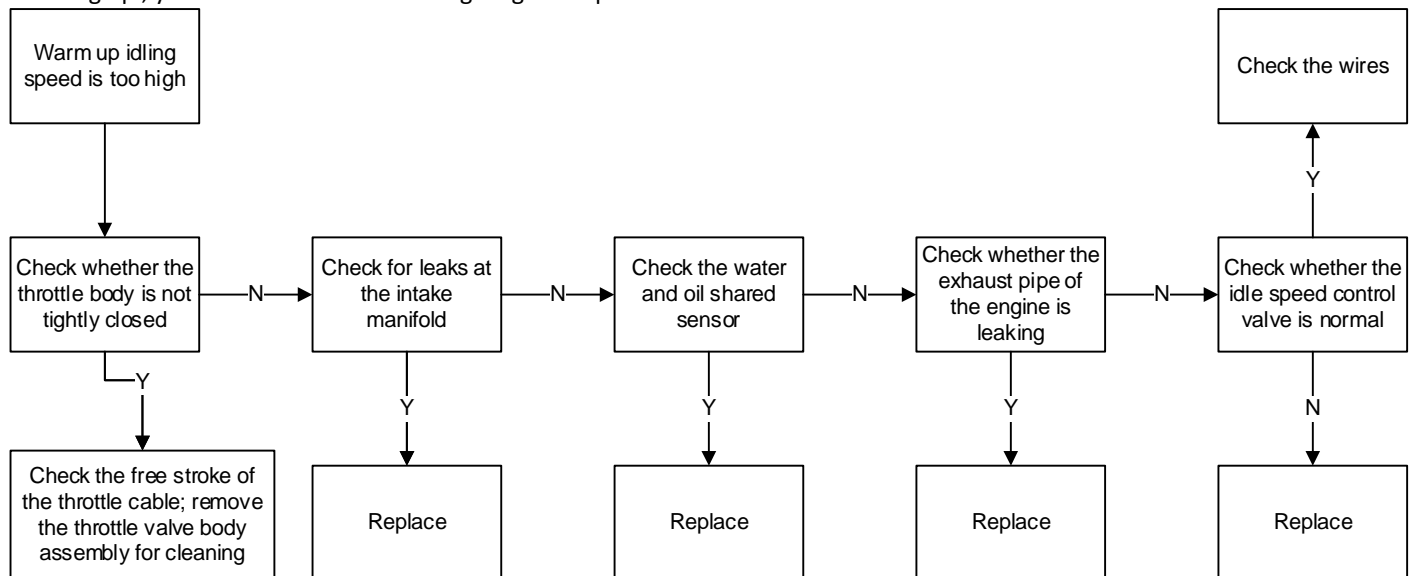 Warm up idling
speed is too high
Check the wires
Y
Check whether the
throttle body is not
tightly closed
N
Check for leaks at
the intake
manifold
N
Check the water
and oil shared
sensor
N
Check whether the
exhaust pipe of
the engine is
leaking
N
Check whether the
idle speed control
valve is normal
Y
Y
Y
Y
N
Check the free stroke of
the throttle cable; remove
the throttle valve body
assembly for cleaning
Replace
Replace
Replace
Replace